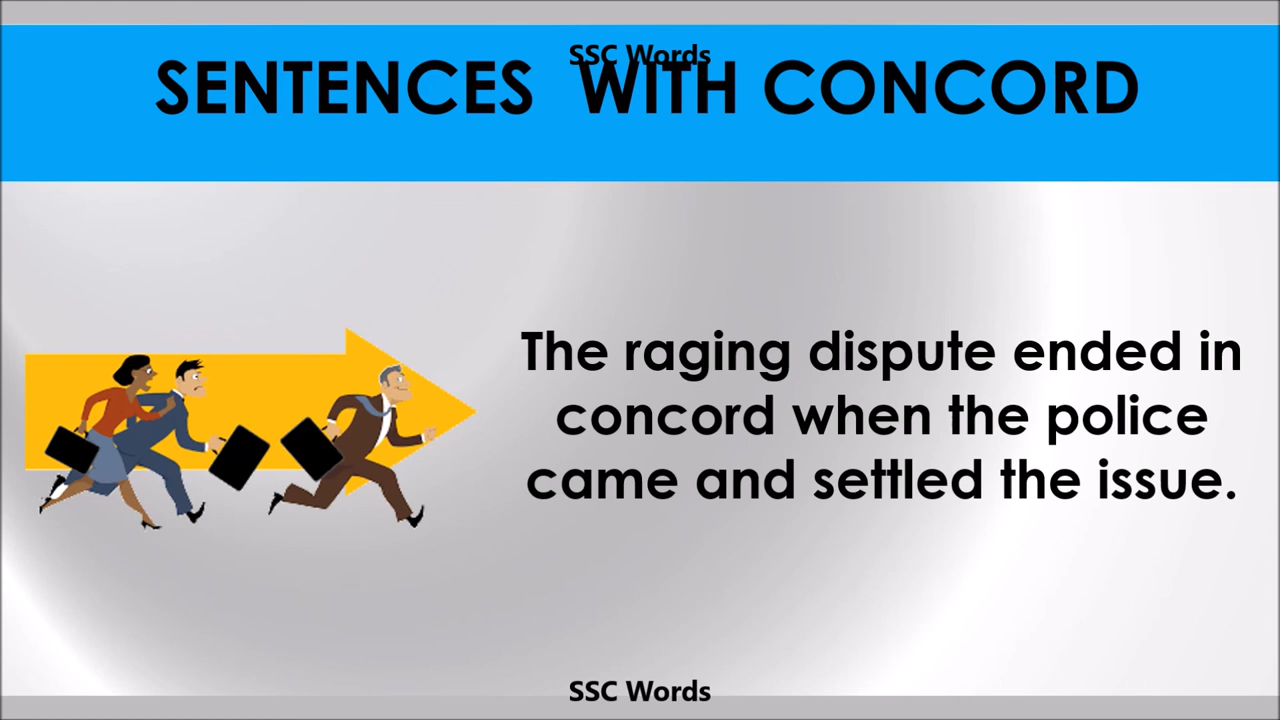 SSC Words
SENTENCES WITH CONCORD
The raging dispute ended in
concord when the police
came and settled the issue.
SSC Words